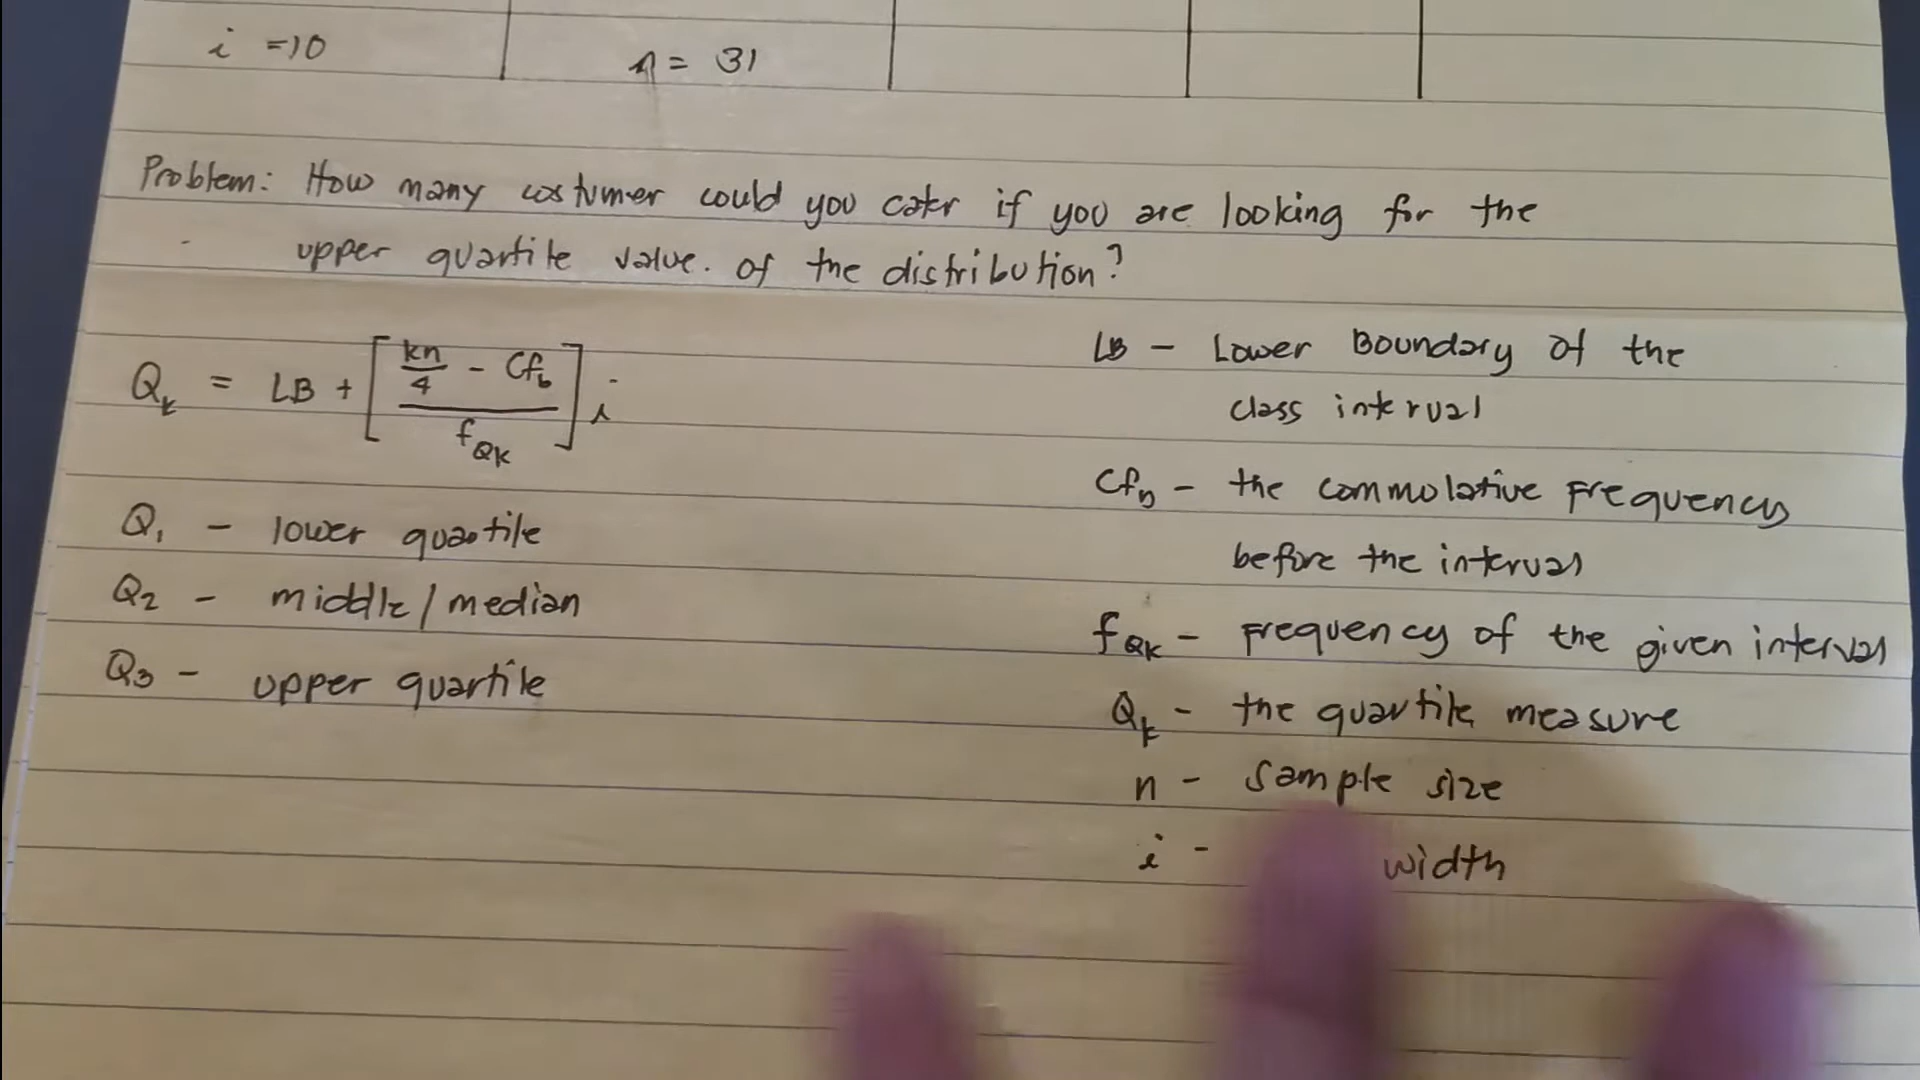 i =10
n = 31
Problem: How many costumer could you cater if you are looking for the
upper quartile value. of the distribution?
Qk = LB + [ (kn/4 - Cfb) / fQk ] i
Q1 - lower quartile
Q2 - middle/median
Q3 - upper quartile
LB - Lower Boundary of the
class interval
Cfb - the commolative Frequency
before the interval
fQk - Frequency of the given interval
Qk - the quartile measure
n - sample size
i - width